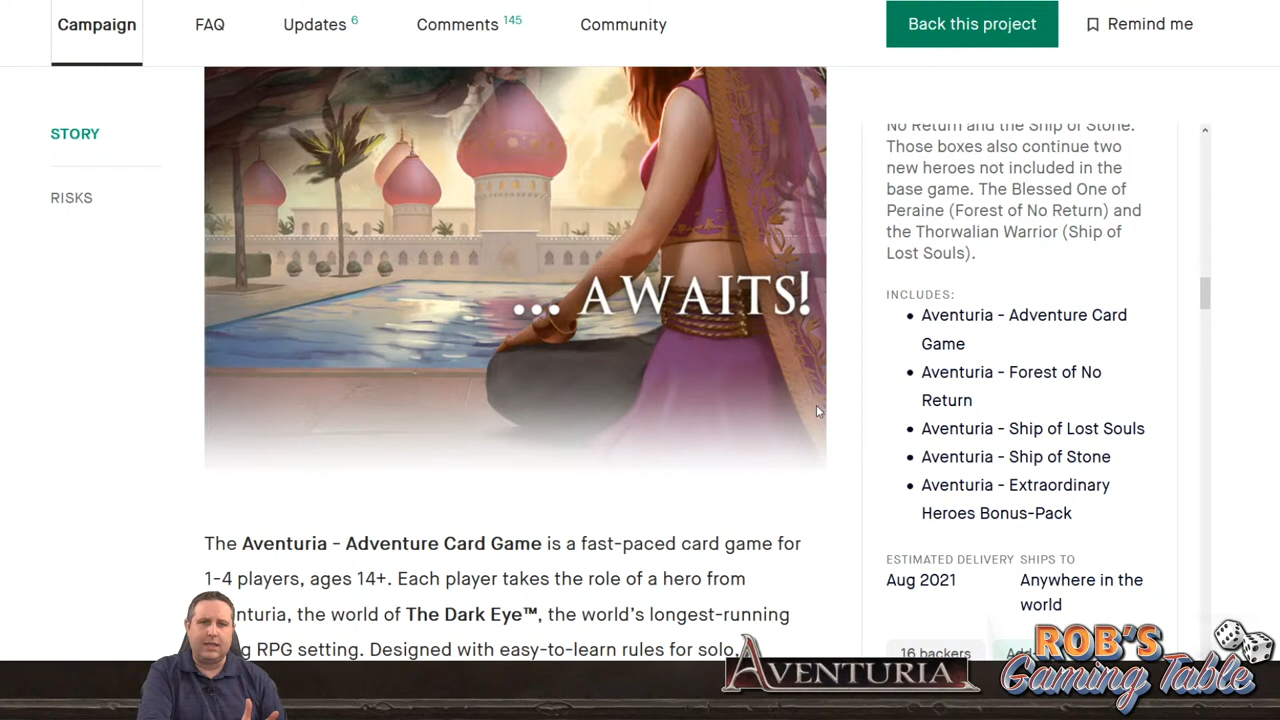 Campaign
FAQ
Updates 6
Comments 145
Community
Back this project
Remind me
STORY
RISKS
... AWAITS!
The Aventuria - Adventure Card Game is a fast-paced card game for
1-4 players, ages 14+. Each player takes the role of a hero from
nturia, the world of The Dark Eye™, the world's longest-running
g RPG setting. Designed with easy-to-learn rules for solo,
No Return and the Ship of Stone.
Those boxes also continue two
new heroes not included in the
base game. The Blessed One of
Peraine (Forest of No Return) and
the Thorwalian Warrior (Ship of
Lost Souls).
INCLUDES:
• Aventuria - Adventure Card
Game
• Aventuria - Forest of No
Return
• Aventuria - Ship of Lost Souls
• Aventuria - Ship of Stone
• Aventuria - Extraordinary
Heroes Bonus-Pack
ESTIMATED DELIVERY
Aug 2021
SHIPS TO
Anywhere in the
world
16 backers
AVENTURIA
ROB'S
Gaming Table